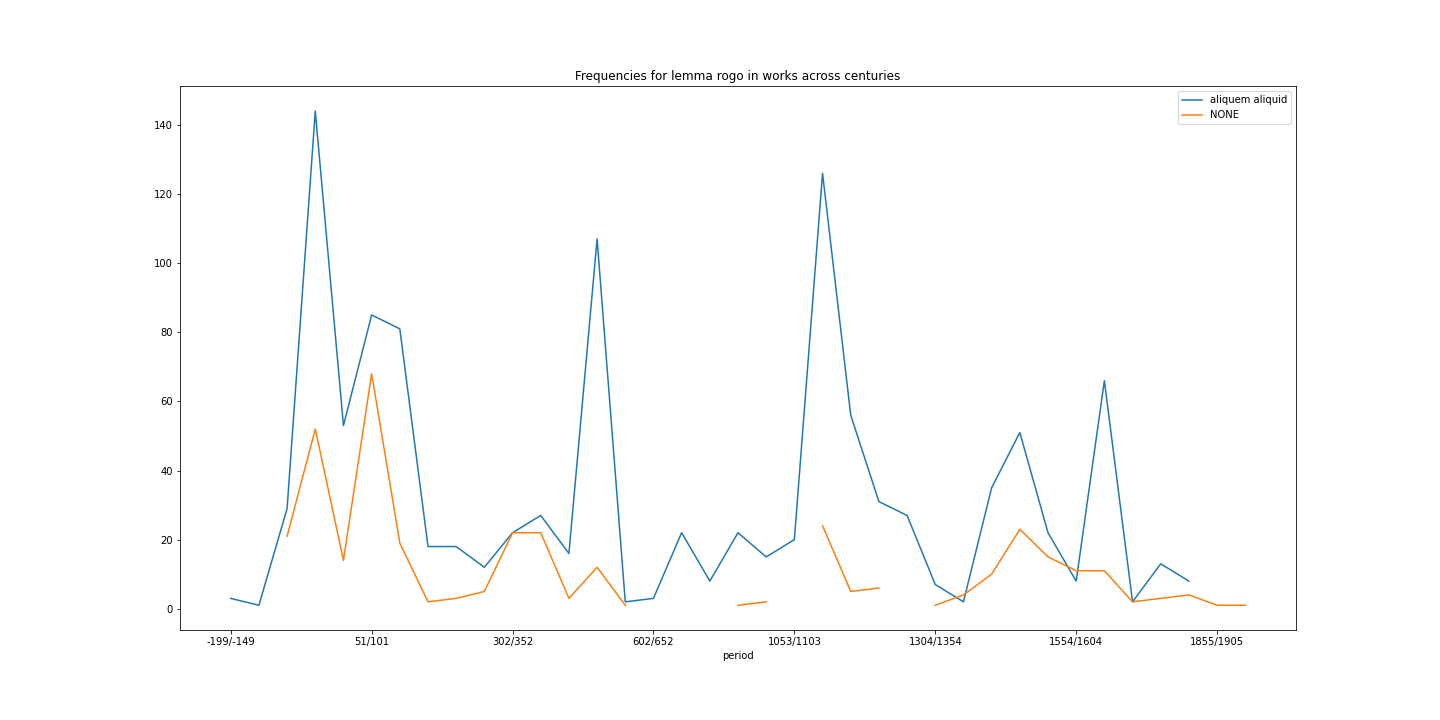 Frequencies for lemma rogo in works across centuries
aliquem aliquid
NONE
140
120
100
80
60
40
20
0
-199/-149 51/101 302/352 602/652 1053/1103 1304/1354 1554/1604 1855/1905
period